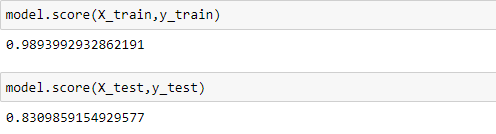 model.score(X_train,y_train)
0.9893992932862191
model.score(X_test,y_test)
0.8309859154929577